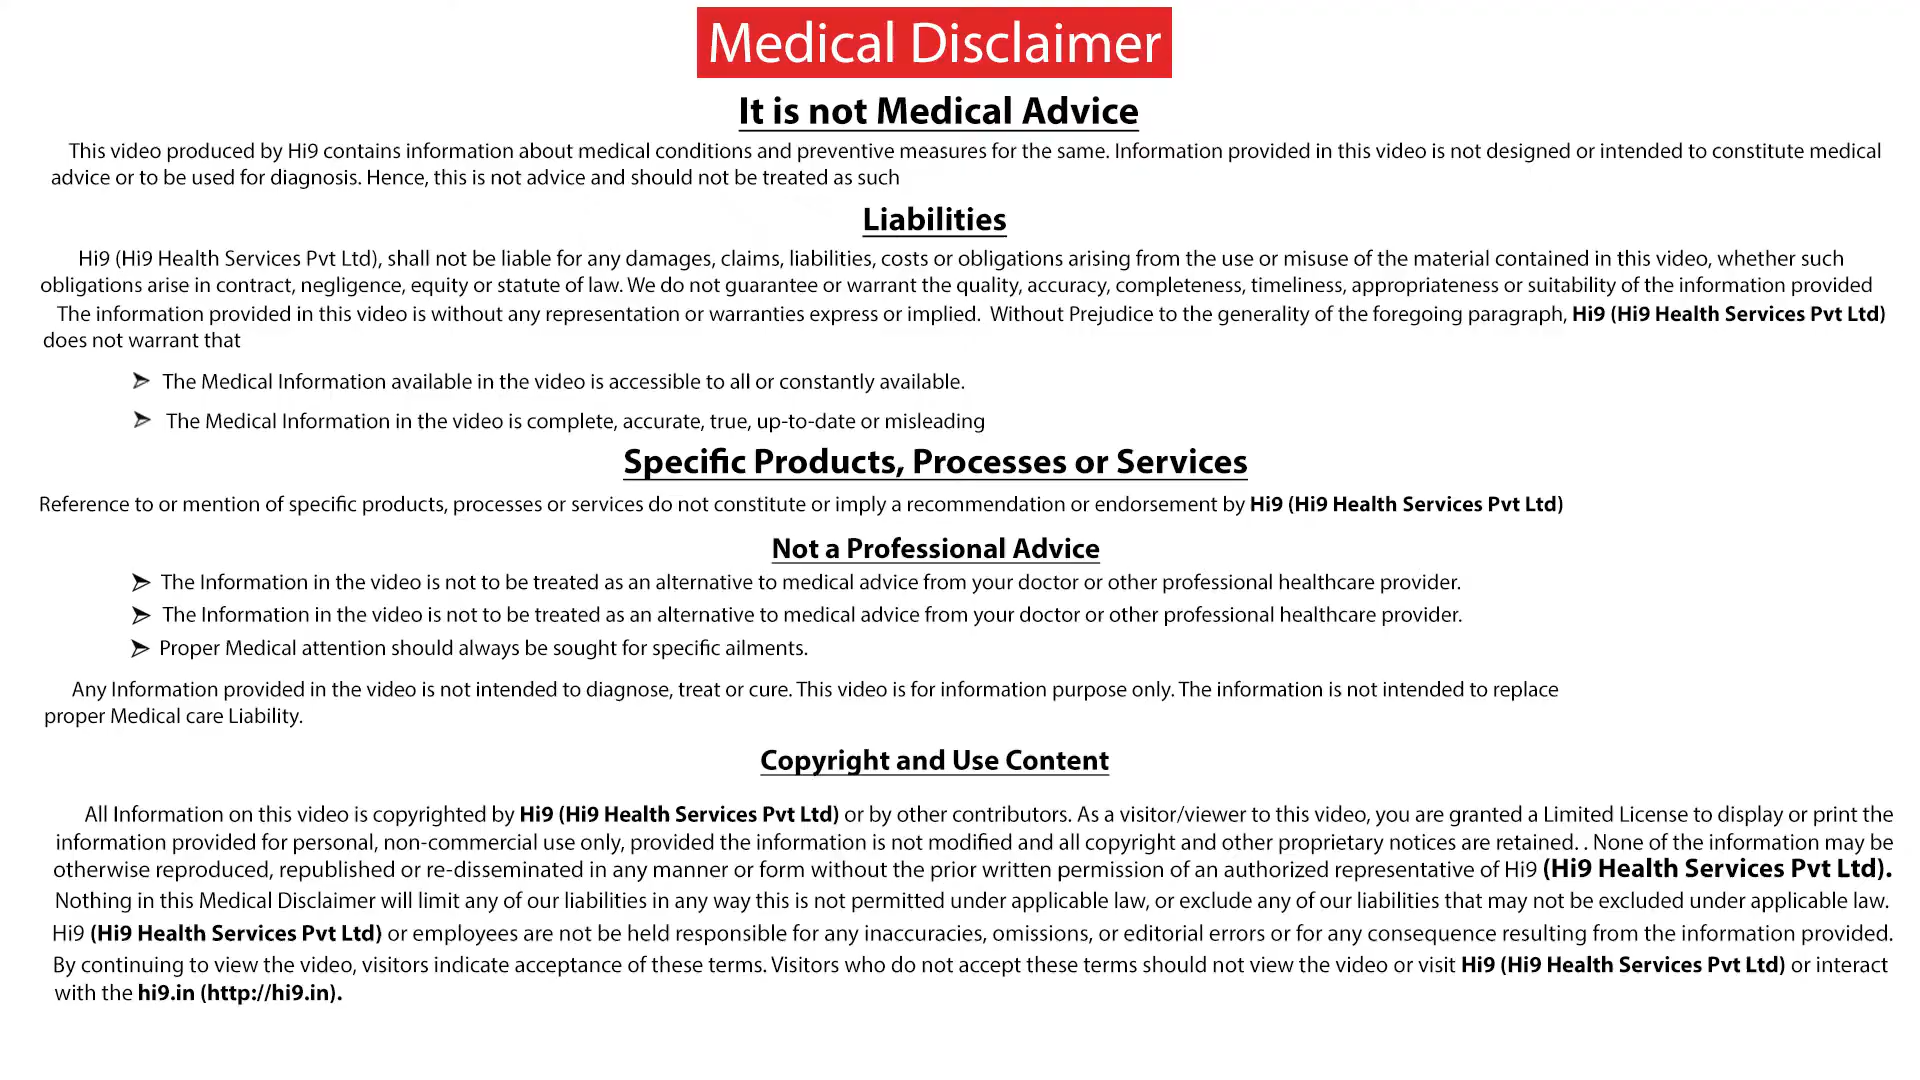 Medical Disclaimer
It is not Medical Advice
This video produced by Hi9 contains information about medical conditions and preventive measures for the same. Information provided in this video is not designed or intended to constitute medical
advice or to be used for diagnosis. Hence, this is not advice and should not be treated as such
Liabilities
Hi9 (Hi9 Health Services Pvt Ltd), shall not be liable for any damages, claims, liabilities, costs or obligations arising from the use or misuse of the material contained in this video, whether such
obligations arise in contract, negligence, equity or statute of law. We do not guarantee or warrant the quality, accuracy, completeness, timeliness, appropriateness or suitability of the information provided
The information provided in this video is without any representation or warranties express or implied. Without Prejudice to the generality of the foregoing paragraph, Hi9 (Hi9 Health Services Pvt Ltd)
does not warrant that
➢ The Medical Information available in the video is accessible to all or constantly available.
➢ The Medical Information in the video is complete, accurate, true, up-to-date or misleading
Specific Products, Processes or Services
Reference to or mention of specific products, processes or services do not constitute or imply a recommendation or endorsement by Hi9 (Hi9 Health Services Pvt Ltd)
Not a Professional Advice
➢ The Information in the video is not to be treated as an alternative to medical advice from your doctor or other professional healthcare provider.
➢ The Information in the video is not to be treated as an alternative to medical advice from your doctor or other professional healthcare provider.
➢ Proper Medical attention should always be sought for specific ailments.
Any Information provided in the video is not intended to diagnose, treat or cure. This video is for information purpose only. The information is not intended to replace
proper Medical care Liability.
Copyright and Use Content
All Information on this video is copyrighted by Hi9 (Hi9 Health Services Pvt Ltd) or by other contributors. As a visitor/viewer to this video, you are granted a Limited License to display or print the
information provided for personal, non-commercial use only, provided the information is not modified and all copyright and other proprietary notices are retained. . None of the information may be
otherwise reproduced, republished or re-disseminated in any manner or form without the prior written permission of an authorized representative of Hi9 (Hi9 Health Services Pvt Ltd).
Nothing in this Medical Disclaimer will limit any of our liabilities in any way this is not permitted under applicable law, or exclude any of our liabilities that may not be excluded under applicable law.
Hi9 (Hi9 Health Services Pvt Ltd) or employees are not be held responsible for any inaccuracies, omissions, or editorial errors or for any consequence resulting from the information provided.
By continuing to view the video, visitors indicate acceptance of these terms. Visitors who do not accept these terms should not view the video or visit Hi9 (Hi9 Health Services Pvt Ltd) or interact
with the hi9.in (http://hi9.in).